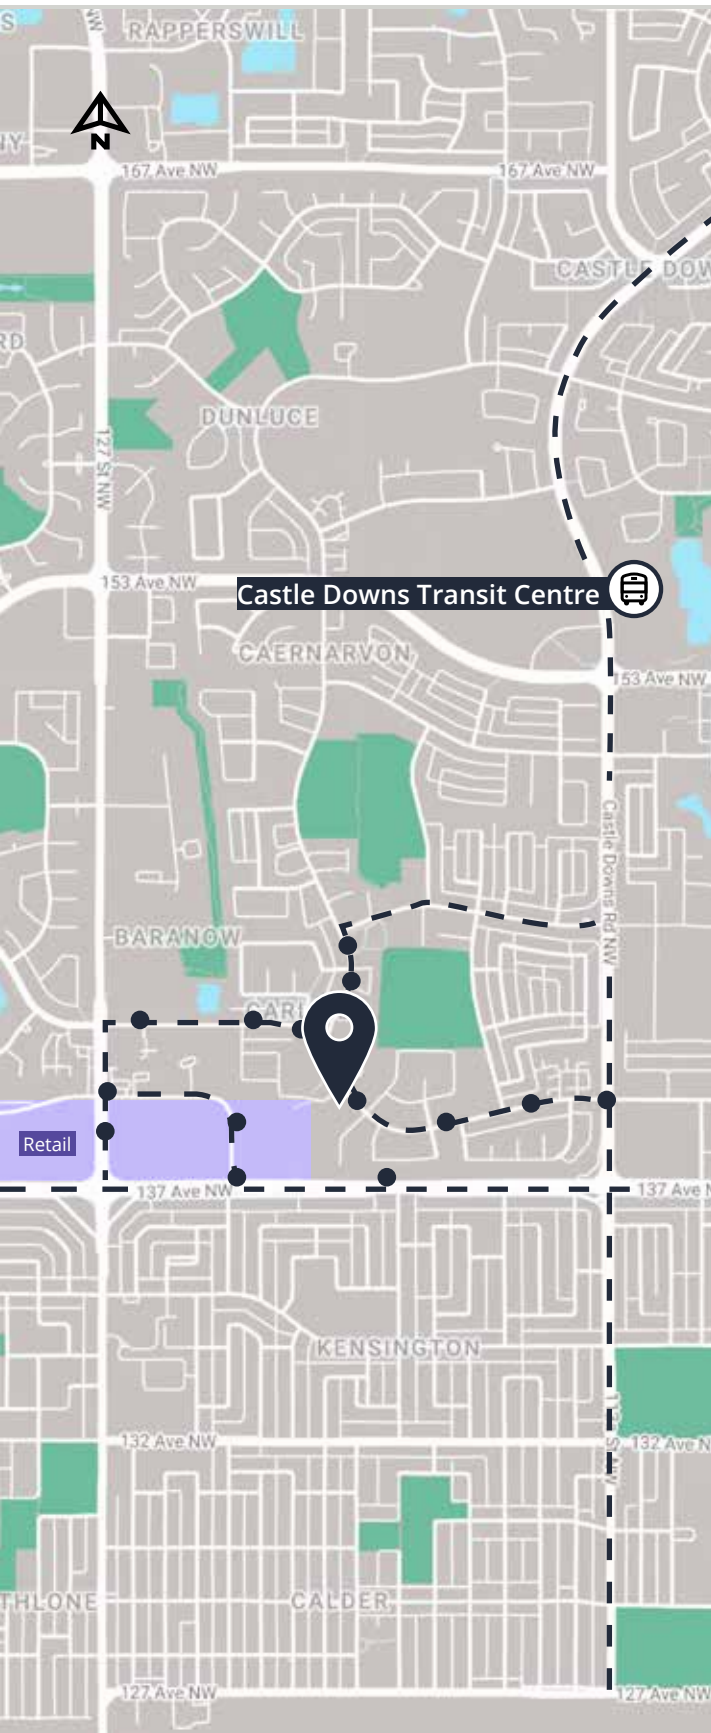 NW
RAPPERSWILL
N
167 Ave NW
167 Ave NW
CASTLE DOW
RD
DUNLUCE
127 St NW
153 Ave NW
Castle Downs Transit Centre
CAERNARVON
153 Ave NW
Castle Downs Rd NW
BARANOW
CARL
Retail
137 Ave NW
137 Ave N
KENSINGTON
132 Ave NW
132 Ave N
THLONE
CALDER
127 Ave NW
127 Ave NW